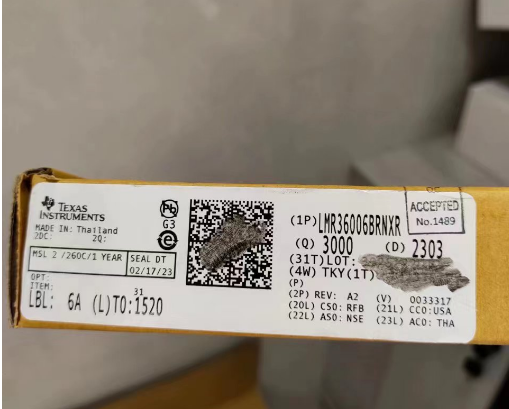 TEXAS
INSTRUMENTS
MADE IN: Thailand
2DC: 2Q:
MSL 2 /260C/1 YEAR
SEAL DT
02/17/23
OPT:
ITEM:
31
LBL: 6A (L)TO:1520
Pb
G3
e
(1P)LMR36006BRNXR
(Q) 3000 (D) 2303
(31T)LOT:
(4W) TKY(1T)
(P)
(2P) REV: A2 (V) 0033317
(20L) CSO: RFB (21L) CCO:USA
(22L) ASO: NSE (23L) ACO: THA
ACCEPTED
No.1489